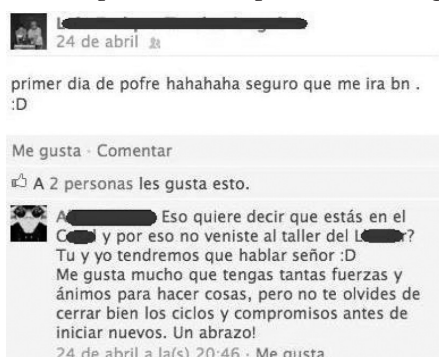 24 de abril
primer dia de pofre hahahaha seguro que me ira bn .
:D
Me gusta · Comentar
A 2 personas les gusta esto.
A Eso quiere decir que estás en el
C y por eso no veniste al taller del L r?
Tu y yo tendremos que hablar señor :D
Me gusta mucho que tengas tantas fuerzas y
ánimos para hacer cosas, pero no te olvides de
cerrar bien los ciclos y compromisos antes de
iniciar nuevos. Un abrazo!
24 de abril a la(s) 20:46 · Me gusta